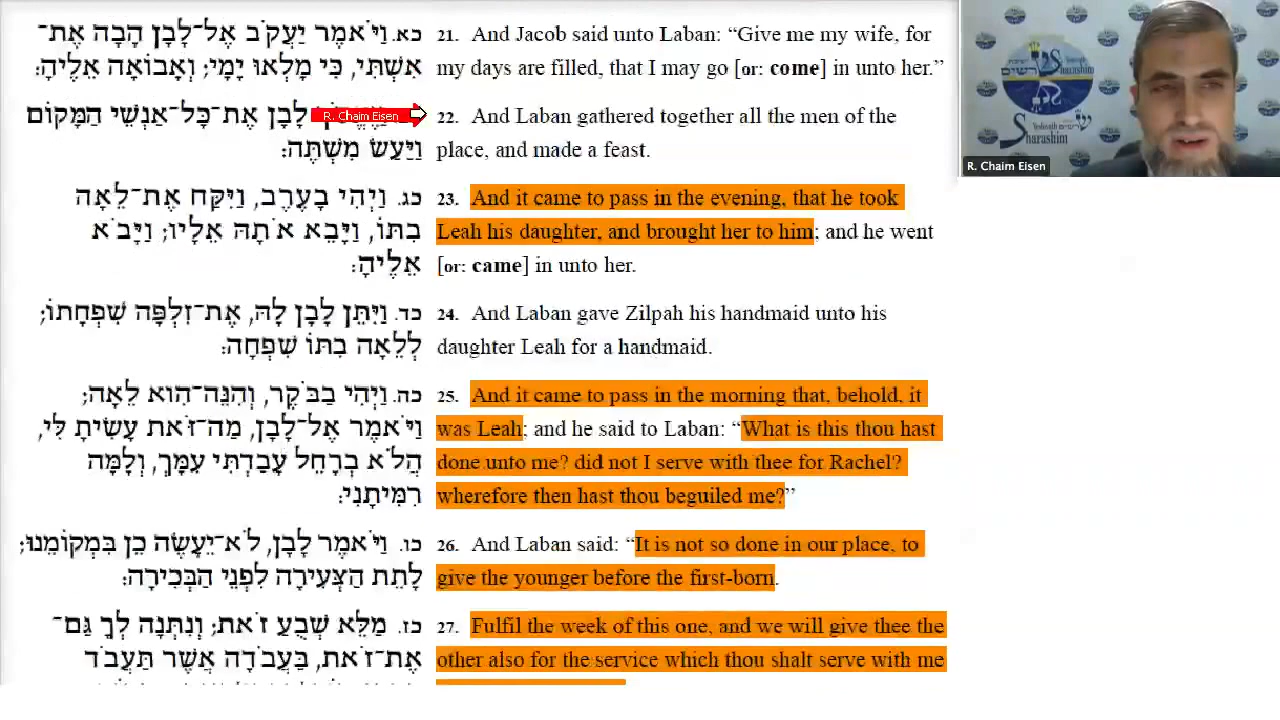 כא. וַיֹּאמֶר יַעֲקֹב אֶל־לָבָן הָבָה אֶת־
אִשְׁתִּי, כִּי מָלְאוּ יָמָי; וְאָבוֹאָה אֵלֶיהָ:
לָבָן אֶת־כָּל־אַנְשֵׁי הַמָּקוֹם
וַיַּעַשׂ מִשְׁתֶּה:
כג. וַיְהִי בָעֶרֶב, וַיִּקַּח אֶת־לֵאָה
בִתּוֹ, וַיָּבֵא אֹתָהּ אֵלָיו; וַיָּבֹא
אֵלֶיהָ:
כד. וַיִּתֵּן לָבָן לָהּ, אֶת־זִלְפָּה שִׁפְחָתוֹ;
לְלֵאָה בִתּוֹ שִׁפְחָה:
כה. וַיְהִי בַבֹּקֶר, וְהִנֵּה־הִוא לֵאָה;
וַיֹּאמֶר אֶל־לָבָן, מַה־זֹּאת עָשִׂיתָ לִּי,
הֲלֹא בְרָחֵל עָבַדְתִּי עִמָּךְ, וְלָמָּה
רִמִּיתָנִי:
כו. וַיֹּאמֶר לָבָן, לֹא־יֵעָשֶׂה כֵן בִּמְקוֹמֵנוּ;
לָתֵת הַצְּעִירָה לִפְנֵי הַבְּכִירָה:
כז. מַלֵּא שְׁבֻעַ זֹאת; וְנִתְּנָה לְךָ גַּם־
אֶת־זֹאת, בַּעֲבֹדָה אֲשֶׁר תַּעֲבֹד
R. Chaim Eisen
21. And Jacob said unto Laban: “Give me my wife, for
my days are filled, that I may go [or: come] in unto her.”
22. And Laban gathered together all the men of the
place, and made a feast.
23. And it came to pass in the evening, that he took
Leah his daughter, and brought her to him; and he went
[or: came] in unto her.
24. And Laban gave Zilpah his handmaid unto his
daughter Leah for a handmaid.
25. And it came to pass in the morning that, behold, it
was Leah; and he said to Laban: “What is this thou hast
done unto me? did not I serve with thee for Rachel?
wherefore then hast thou beguiled me?”
26. And Laban said: “It is not so done in our place, to
give the younger before the first-born.
27. Fulfil the week of this one, and we will give thee the
other also for the service which thou shalt serve with me
שרשים
Yeshivath
Sharashim
R. Chaim Eisen